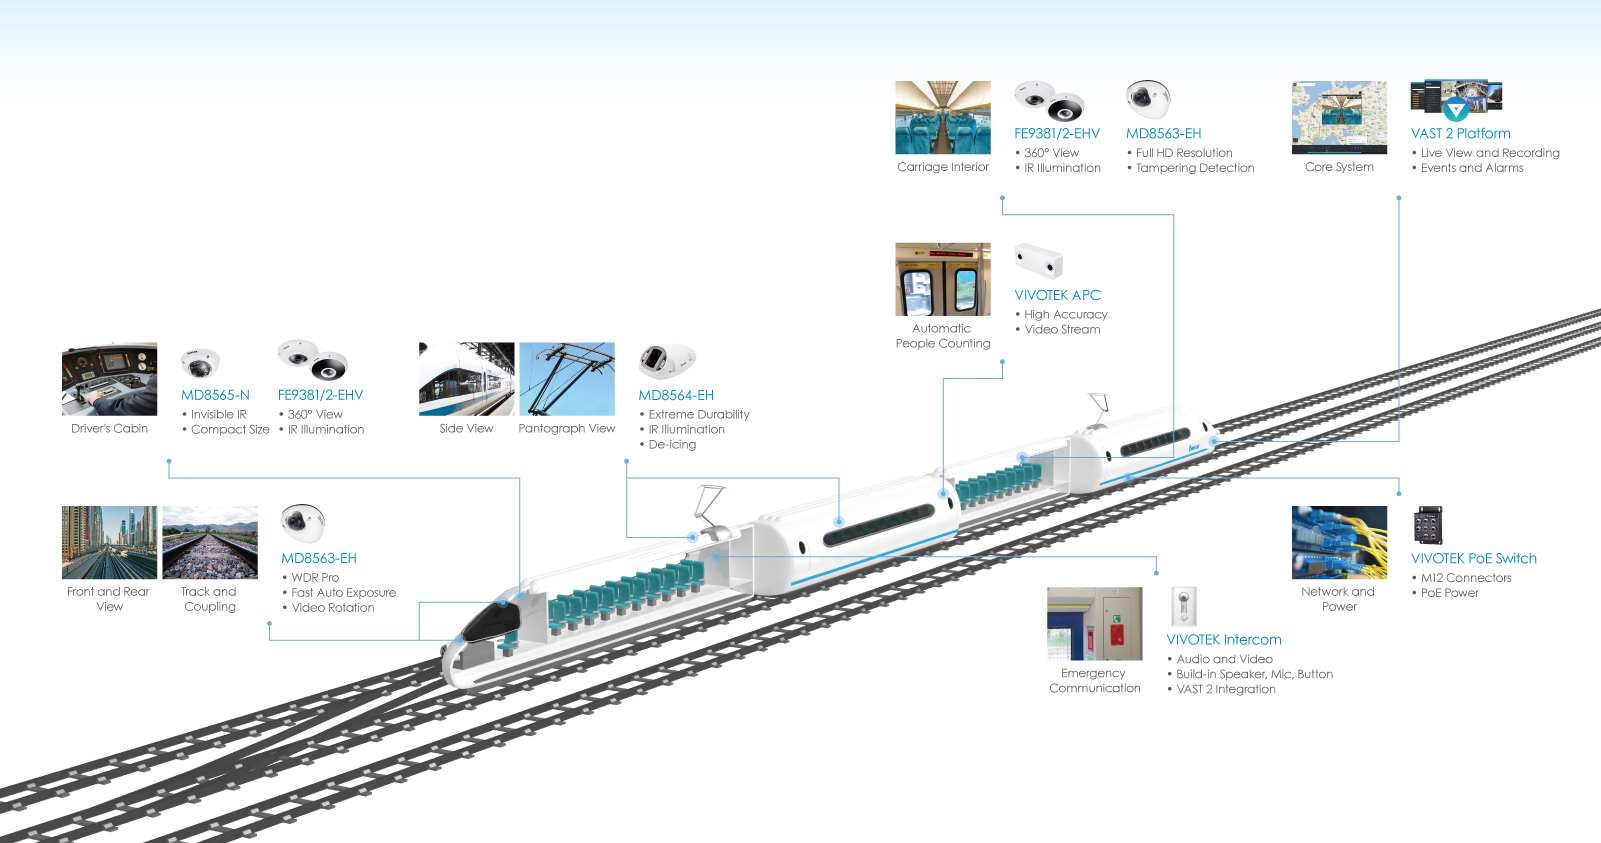 Carriage Interior
FE9381/2-EHV
• 360° View
• IR Illumination
MD8563-EH
• Full HD Resolution
• Tampering Detection
Core System
VAST 2 Platform
• Live View and Recording
• Events and Alarms
Automatic
People Counting
VIVOTEK APC
• High Accuracy
• Video Stream
Driver's Cabin
MD8565-N
• Invisible IR
• Compact Size
FE9381/2-EHV
• 360° View
• IR Illumination
Side View
Pantograph View
MD8564-EH
• Extreme Durability
• IR Illumination
• De-icing
Front and Rear
View
Track and
Coupling
MD8563-EH
• WDR Pro
• Fast Auto Exposure
• Video Rotation
Network and
Power
VIVOTEK PoE Switch
• M12 Connectors
• PoE Power
Emergency
Communication
VIVOTEK Intercom
• Audio and Video
• Build-in Speaker, Mic, Button
• VAST 2 Integration